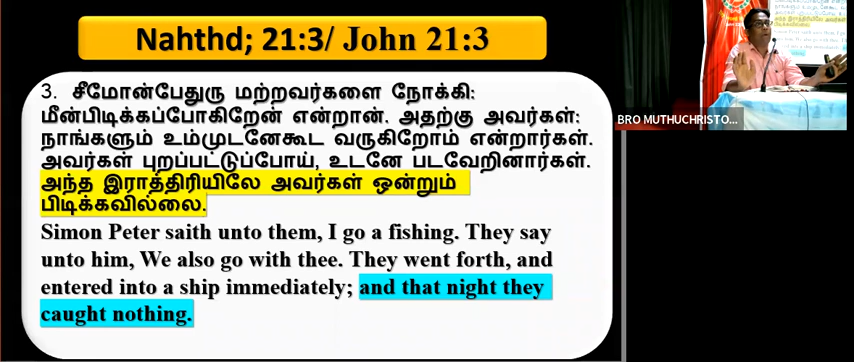 Nahthd; 21:3/ John 21:3
3. சீமோன்பேதுரு மற்றவர்களை நோக்கி:
மீன்பிடிக்கப்போகிறேன் என்றான். அதற்கு அவர்கள்:
நாங்களும் உம்முடனேகூட வருகிறோம் என்றார்கள்.
அவர்கள் புறப்பட்டுப்போய், உடனே படவேறினார்கள்.
அந்த இராத்திரியிலே அவர்கள் ஒன்றும்
பிடிக்கவில்லை.
Simon Peter saith unto them, I go a fishing. They say
unto him, We also go with thee. They went forth, and
entered into a ship immediately; and that night they
caught nothing.
BRO MUTHUCHRISTO...